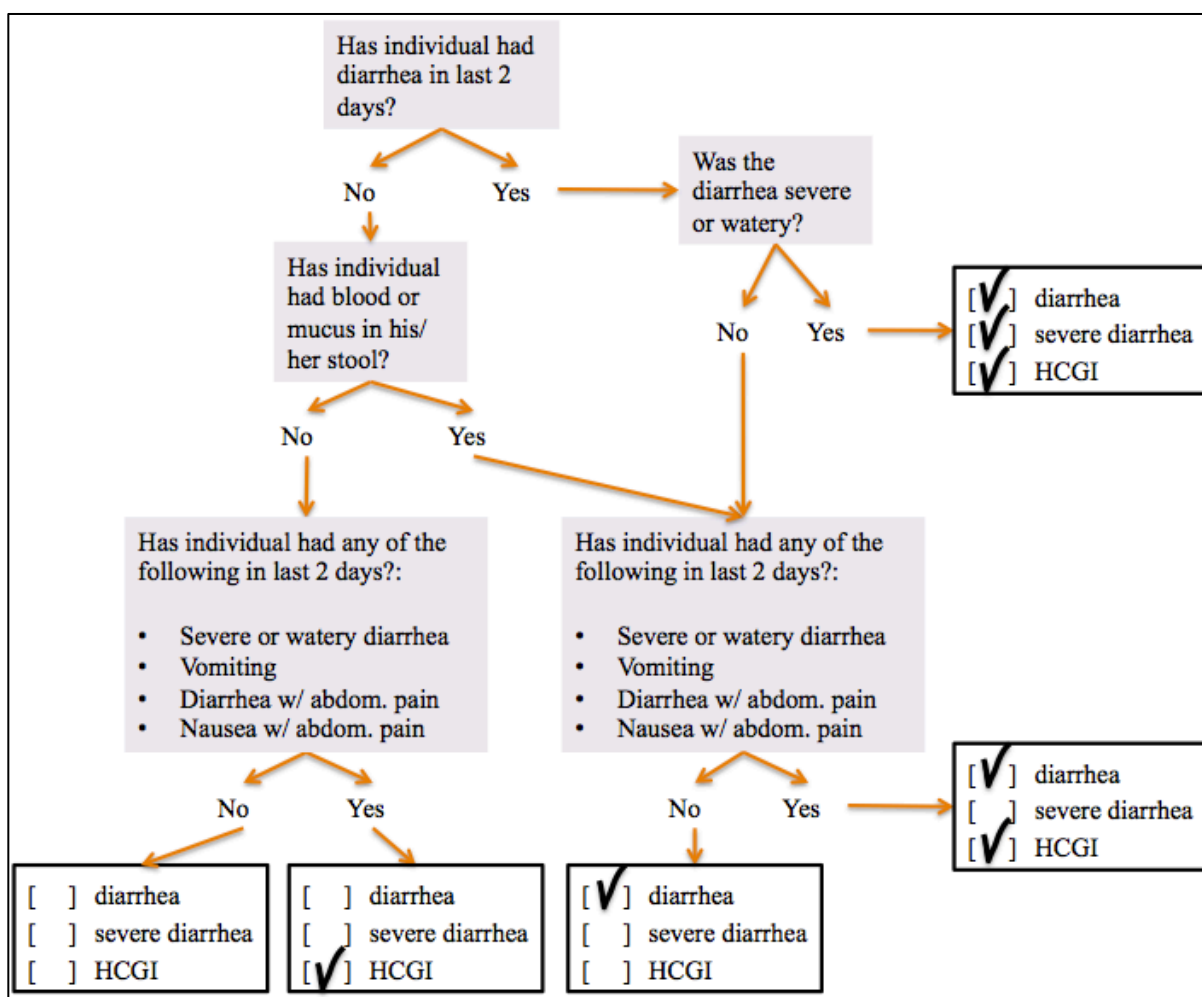 Has individual had
diarrhea in last 2
days?
No
Yes
Was the
diarrhea severe
or watery?
Has individual
had blood or
mucus in his/
her stool?
No
Yes
[✓] diarrhea
[✓] severe diarrhea
[✓] HCGI
No
Yes
Has individual had any of the
following in last 2 days?:
• Severe or watery diarrhea
• Vomiting
• Diarrhea w/ abdom. pain
• Nausea w/ abdom. pain
Has individual had any of the
following in last 2 days?:
• Severe or watery diarrhea
• Vomiting
• Diarrhea w/ abdom. pain
• Nausea w/ abdom. pain
No
Yes
No
Yes
[✓] diarrhea
[ ] severe diarrhea
[✓] HCGI
[ ] diarrhea
[ ] severe diarrhea
[ ] HCGI
[ ] diarrhea
[ ] severe diarrhea
[✓] HCGI
[✓] diarrhea
[ ] severe diarrhea
[ ] HCGI